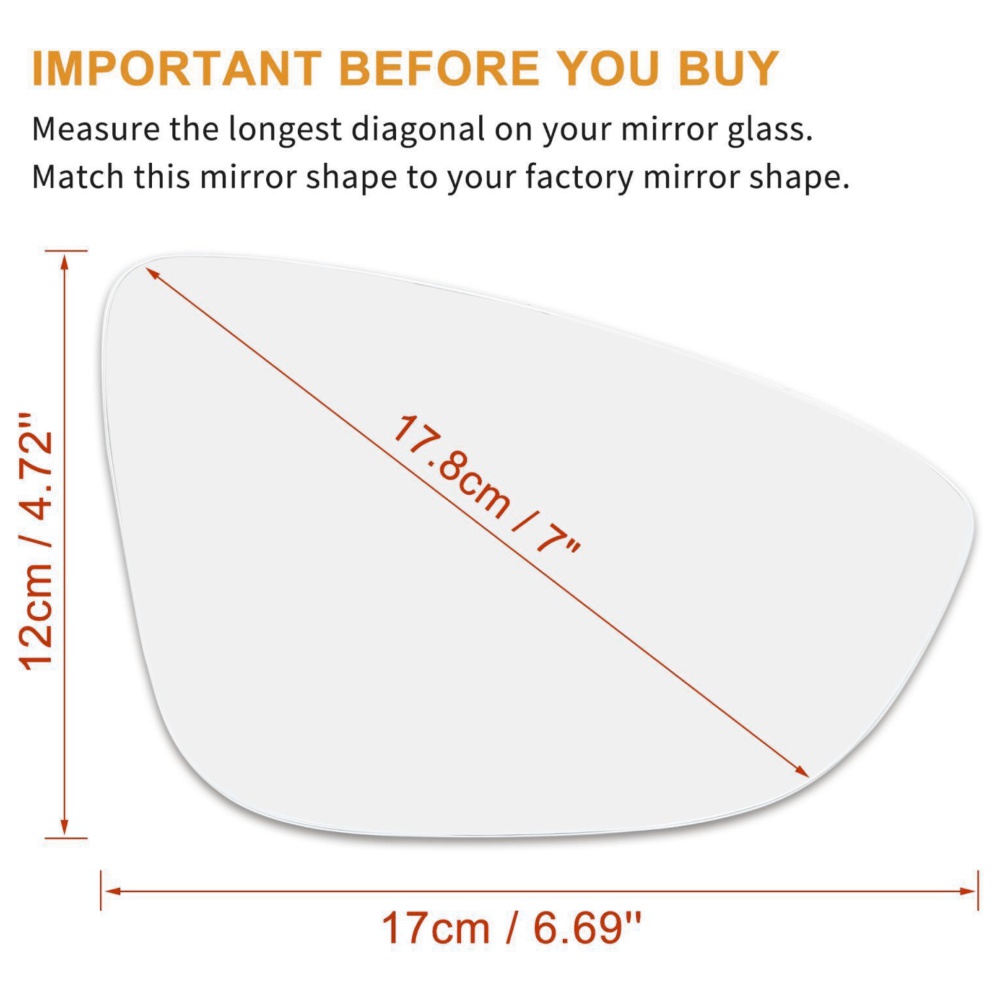 IMPORTANT BEFORE YOU BUY
Measure the longest diagonal on your mirror glass.
Match this mirror shape to your factory mirror shape.
17.8cm / 7"
12cm / 4.72"
17cm / 6.69"